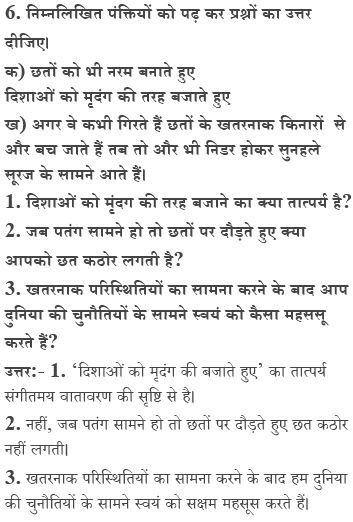 6. निम्नलिखित पंक्तियों को पढ़ कर प्रश्नों का उत्तर
दीजिए।
क) छतों को भी नरम बनाते हुए
दिशाओं को मृदंग की तरह बजाते हुए
ख) अगर वे कभी गिरते हैं छतों के खतरनाक किनारों से
और बच जाते हैं तब तो और भी निडर होकर सुनहले
सूरज के सामने आते हैं।
1. दिशाओं को मृंदग की तरह बजाने का क्या तात्पर्य है?
2. जब पतंग सामने हो तो छतों पर दौड़ते हुए क्या
आपको छत कठोर लगती है?
3. खतरनाक परिस्थितियों का सामना करने के बाद आप
दुनिया की चुनौतियों के सामने स्वयं को कैसा महसूस
करते हैं?
उत्तर:- 1. ‘दिशाओं को मृदंग की बजाते हुए’ का तात्पर्य
संगीतमय वातावरण की सृष्टि से है।
2. नहीं, जब पतंग सामने हो तो छतों पर दौड़ते हुए छत कठोर
नहीं लगती।
3. खतरनाक परिस्थितियों का सामना करने के बाद हम दुनिया
की चुनौतियों के सामने स्वयं को सक्षम महसूस करते हैं।